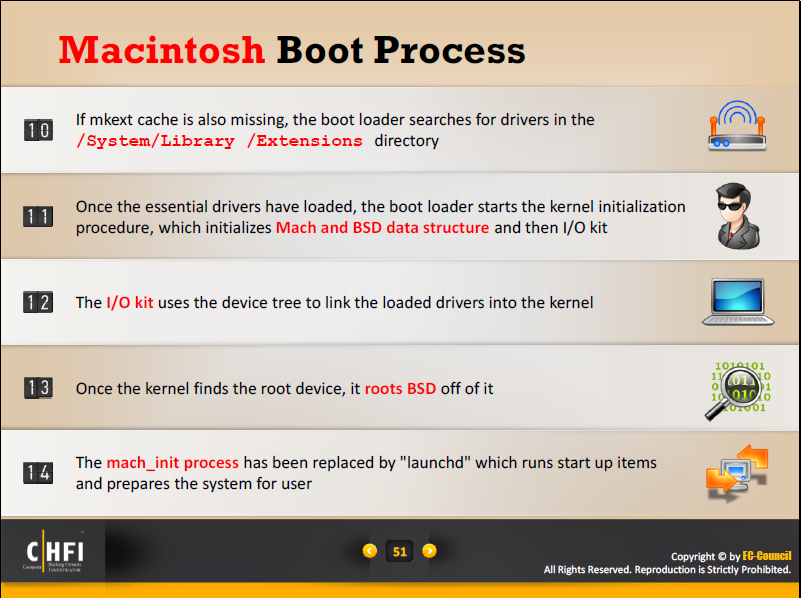 Macintosh Boot Process
10
If mkext cache is also missing, the boot loader searches for drivers in the
/System/Library /Extensions directory
11
Once the essential drivers have loaded, the boot loader starts the kernel initialization
procedure, which initializes Mach and BSD data structure and then I/O kit
12
The I/O kit uses the device tree to link the loaded drivers into the kernel
13
Once the kernel finds the root device, it roots BSD off of it
1010101
14
The mach_init process has been replaced by "launchd" which runs start up items
and prepares the system for user
CHFI
Computer Hacking Forensic
INVESTIGATOR
51
Copyright © by EC-Council
All Rights Reserved. Reproduction is Strictly Prohibited.